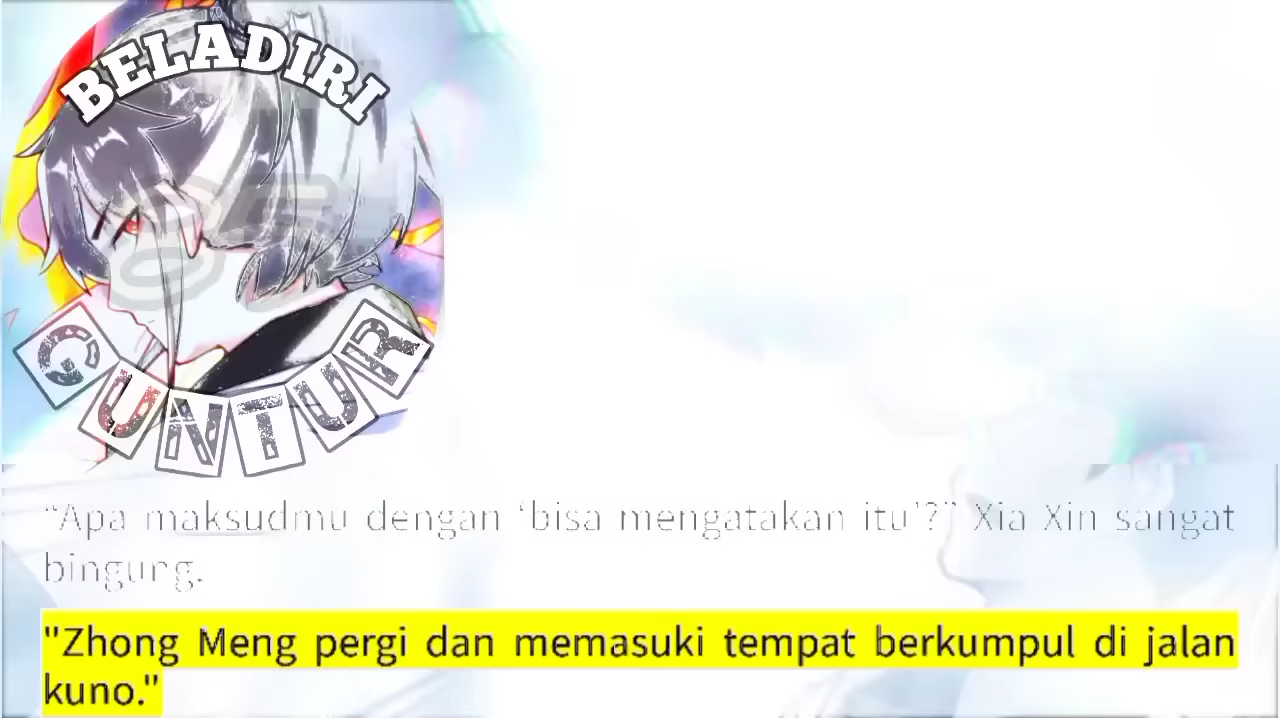 BELADIRI
GUNTUR
“Apa maksudmu dengan ‘bisa mengatakan itu’?” Xia Xin sangat
bingung.
"Zhong Meng pergi dan memasuki tempat berkumpul di jalan
kuno."